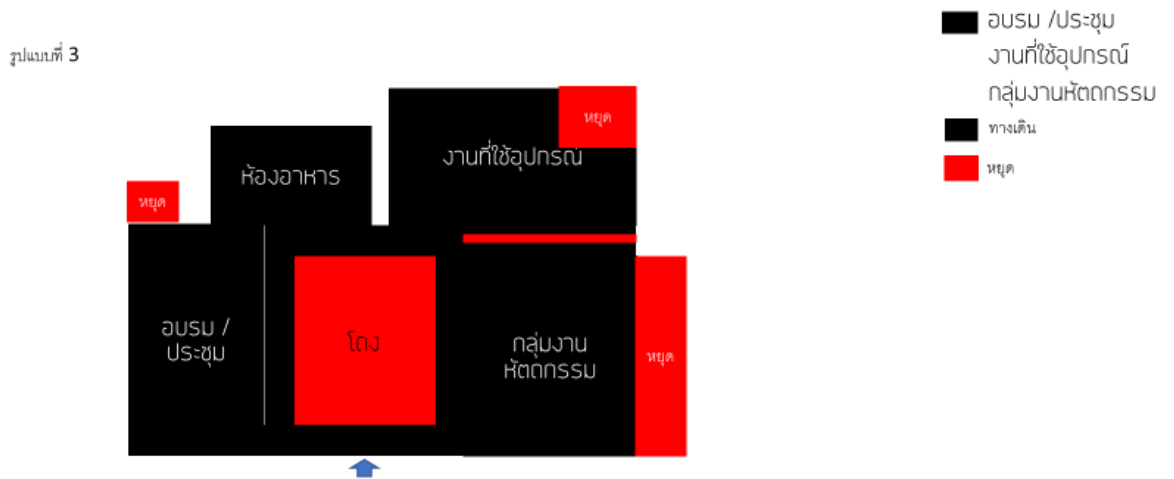 รูปแบบที่ 3
อบรม /ประชุม
งานที่ใช้อุปกรณ์
กลุ่มงานหัตถกรรม
ทางเดิน
หยุด
หยุด
งานที่ใช้อุปกรณ์
ห้องอาหาร
หยุด
อบรม /
ประชุม
โถง
กลุ่มงาน
หัตถกรรม
หยุด